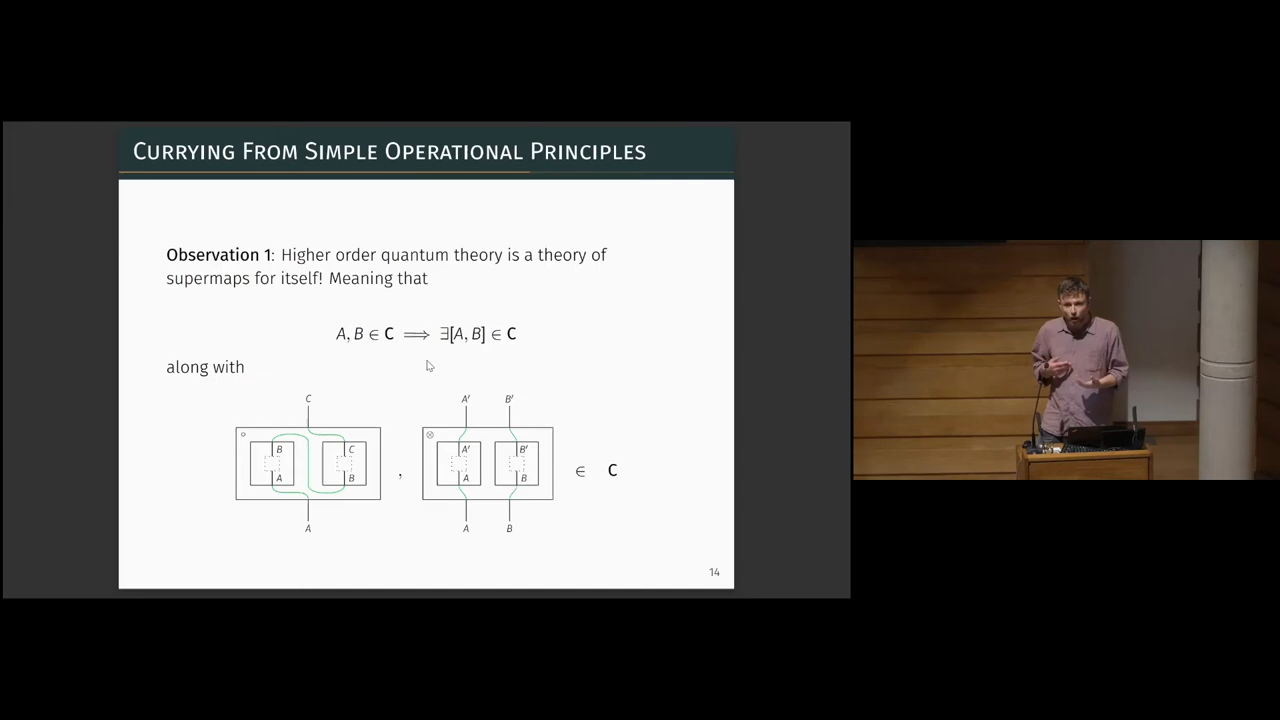 CURRYING FROM SIMPLE OPERATIONAL PRINCIPLES
Observation 1: Higher order quantum theory is a theory of
supermaps for itself! Meaning that
A, B ∈ C ⟹ ∃[A, B] ∈ C
along with
C A′ B′
∘ ⊗
B C A′ B′
, ∈ C
A B A B
A A B
14